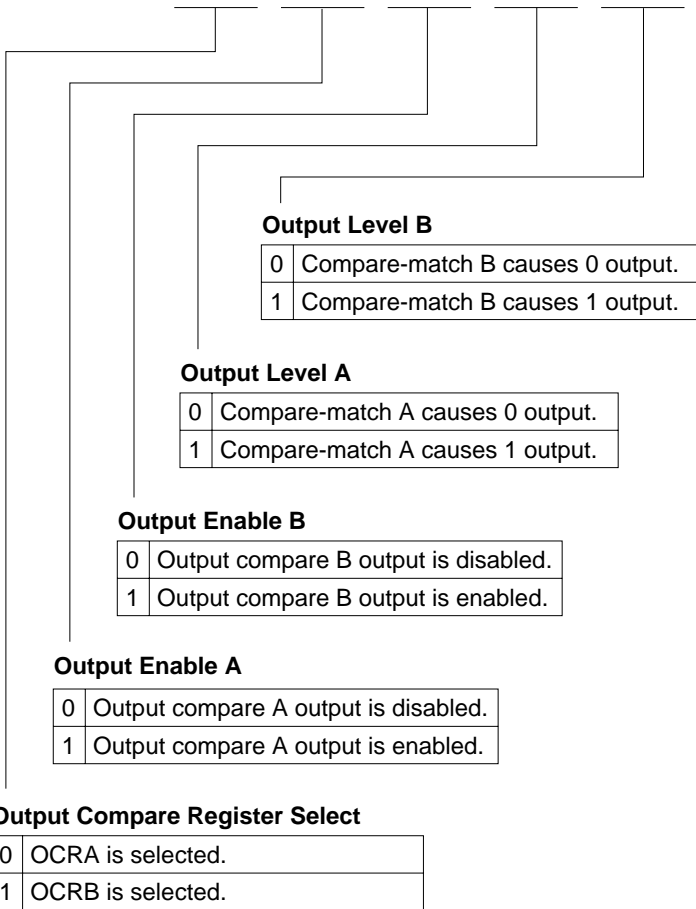 Output Level B
0 Compare-match B causes 0 output.
1 Compare-match B causes 1 output.
Output Level A
0 Compare-match A causes 0 output.
1 Compare-match A causes 1 output.
Output Enable B
0 Output compare B output is disabled.
1 Output compare B output is enabled.
Output Enable A
0 Output compare A output is disabled.
1 Output compare A output is enabled.
Output Compare Register Select
0 OCRA is selected.
1 OCRB is selected.